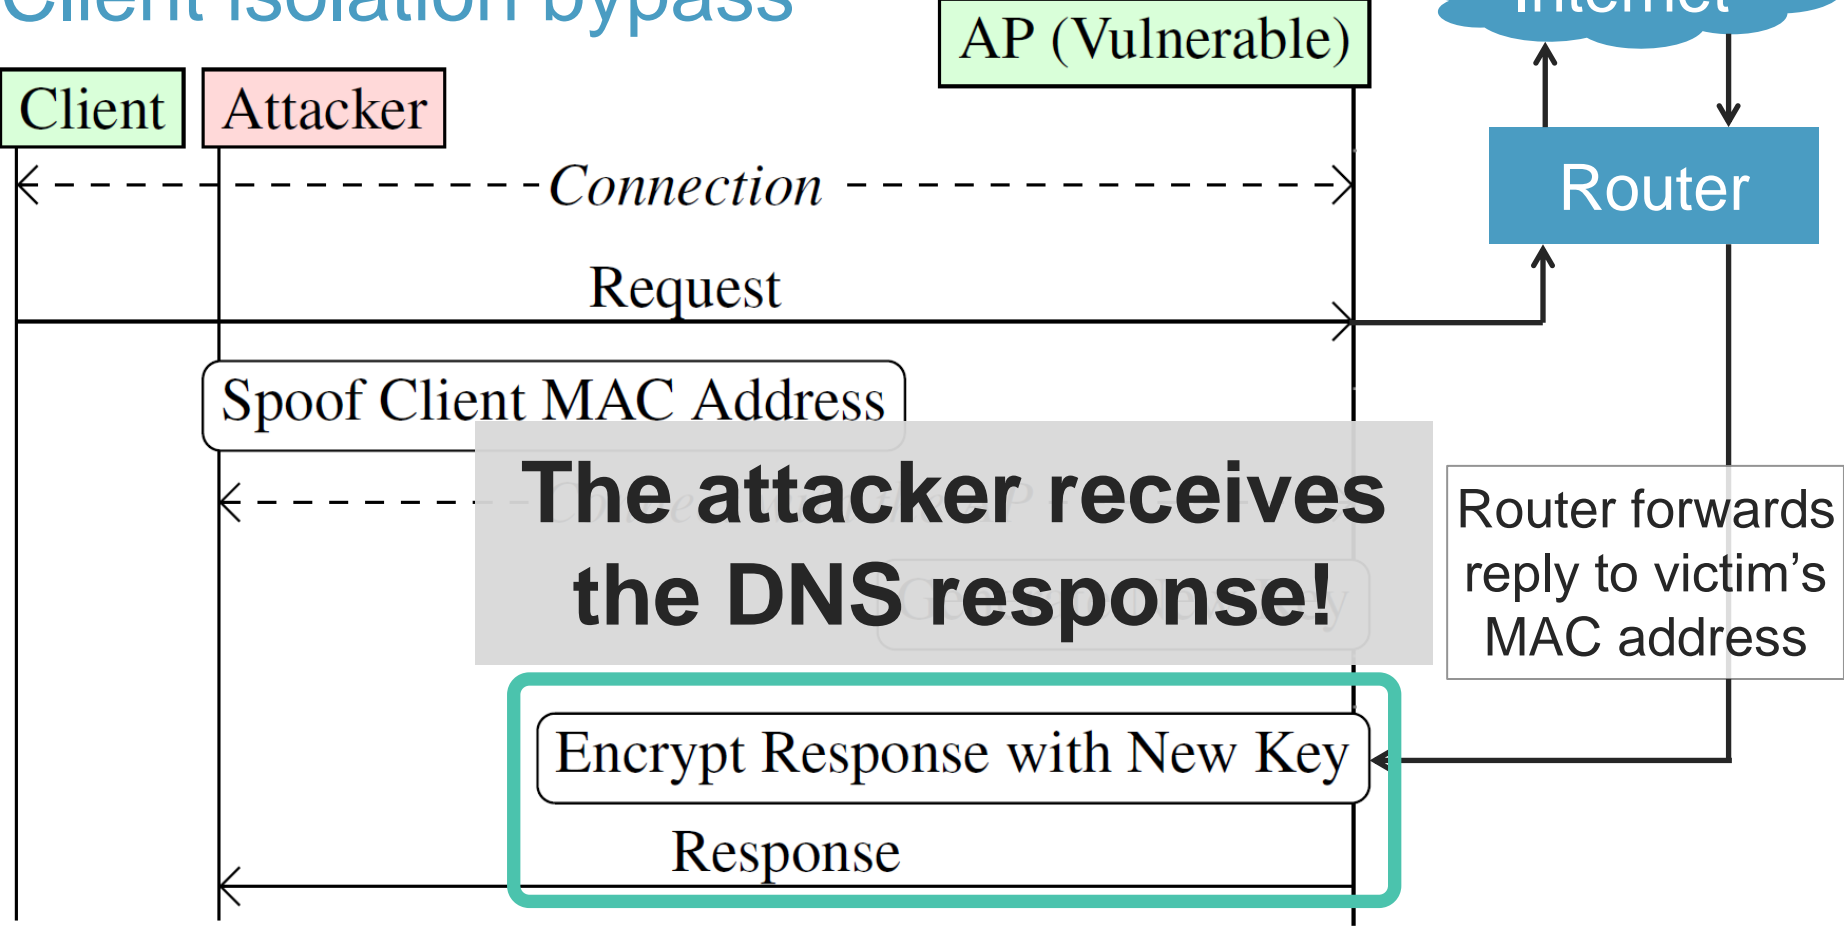 Client isolation bypass
AP (Vulnerable)
Internet
Client
Attacker
Connection
Router
Request
Spoof Client MAC Address
The attacker receives
the DNS response!
Router forwards
reply to victim's
MAC address
Encrypt Response with New Key
Response